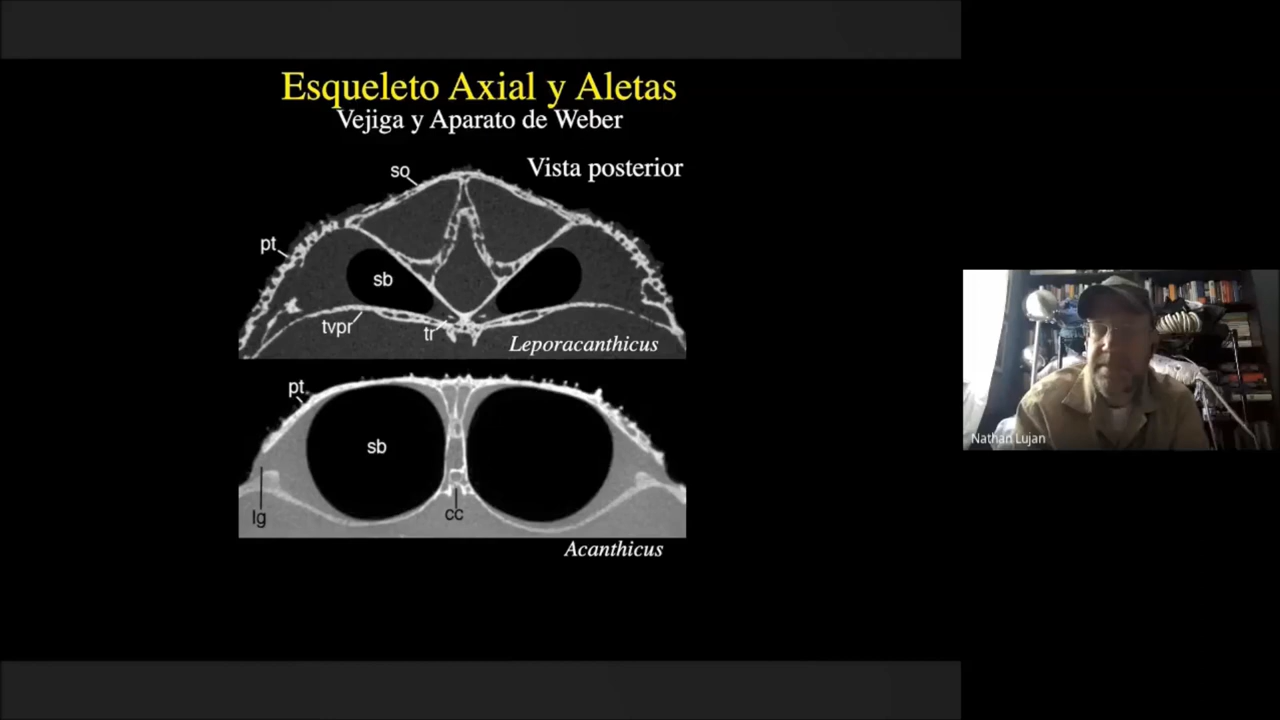 Esqueleto Axial y Aletas
Vejiga y Aparato de Weber
Vista posterior
so
pt
sb
tvpr
tr
Leporacanthicus
pt
sb
lg
cc
Acanthicus
Nathan Lujan